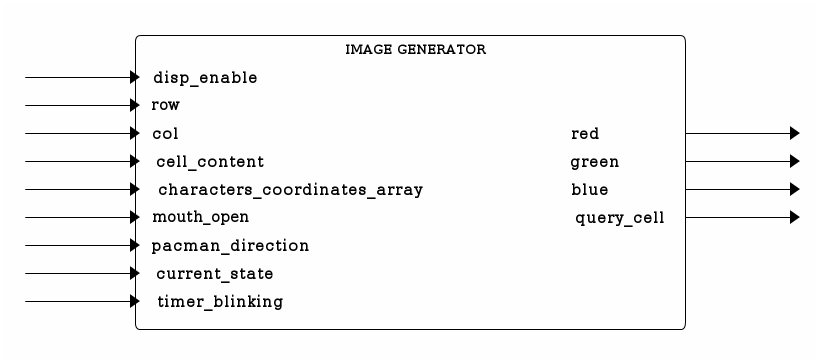 IMAGE GENERATOR
disp_enable
row
col
cell_content
characters_coordinates_array
mouth_open
pacman_direction
current_state
timer_blinking
red
green
blue
query_cell